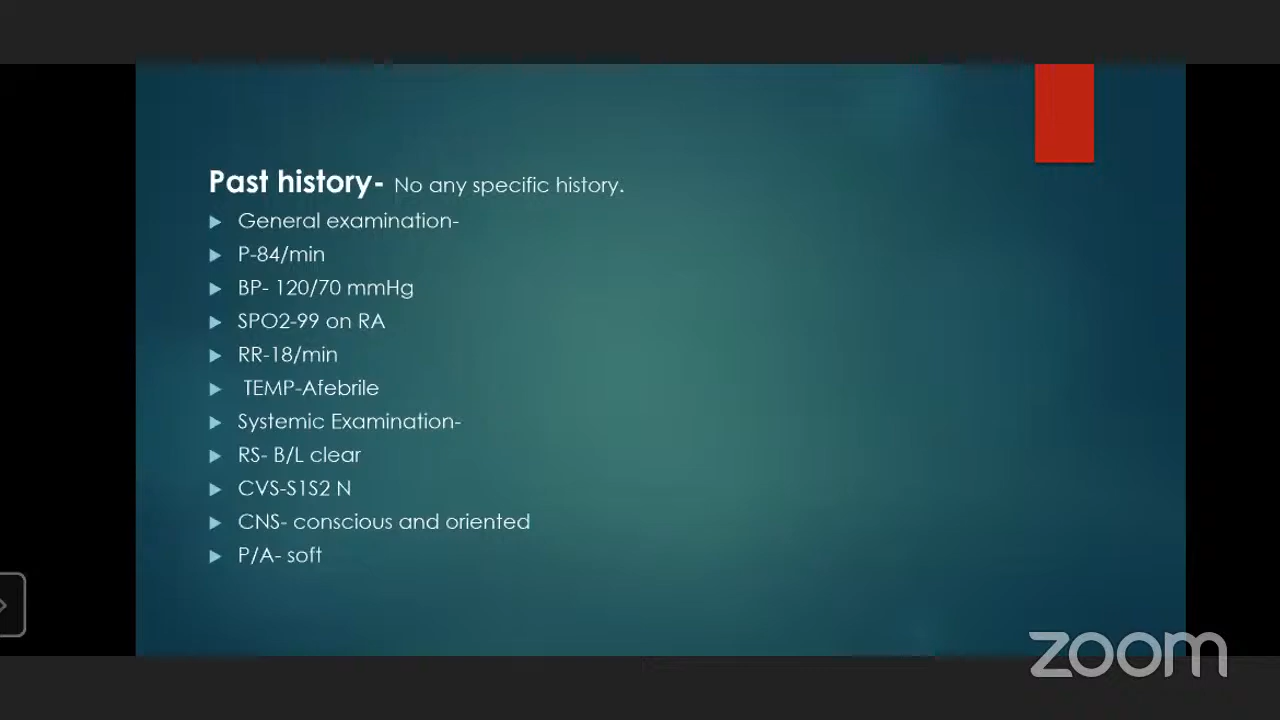 Past history- No any specific history.
General examination-
P-84/min
BP- 120/70 mmHg
SPO2-99 on RA
RR-18/min
TEMP-Afebrile
Systemic Examination-
RS- B/L clear
CVS-S1S2 N
CNS- conscious and oriented
P/A- soft
zoom